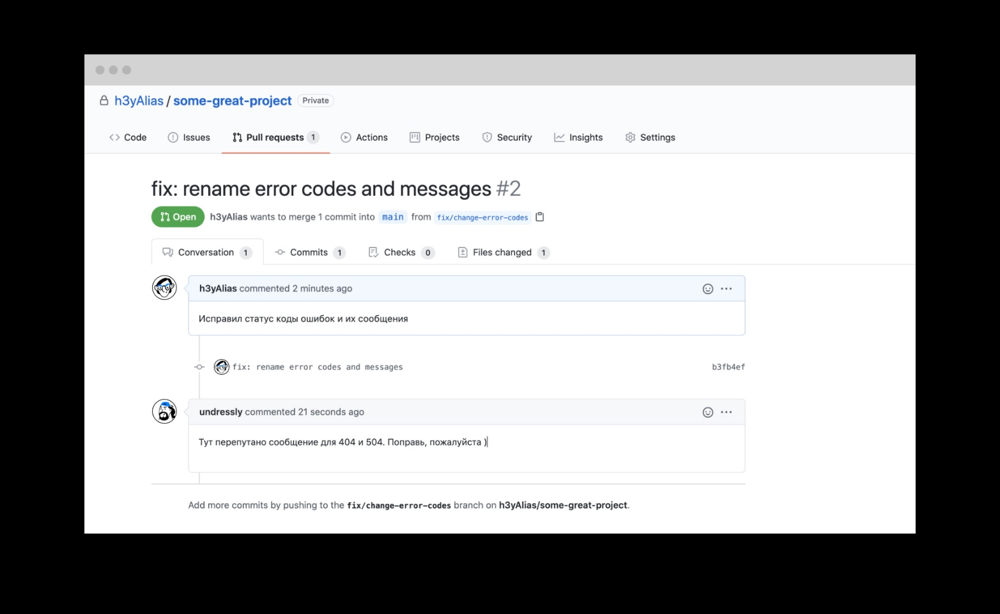 h3yAlias / some-great-project Private
Code Issues Pull requests 1 Actions Projects Security Insights Settings
fix: rename error codes and messages #2
Open h3yAlias wants to merge 1 commit into main from fix/change-error-codes
Conversation 1 Commits 1 Checks 0 Files changed 1
h3yAlias commented 2 minutes ago
Исправил статус коды ошибок и их сообщения
fix: rename error codes and messages b3fb4ef
undressly commented 21 seconds ago
Тут перепутано сообщение для 404 и 504. Поправь, пожалуйста )
Add more commits by pushing to the fix/change-error-codes branch on h3yAlias/some-great-project.